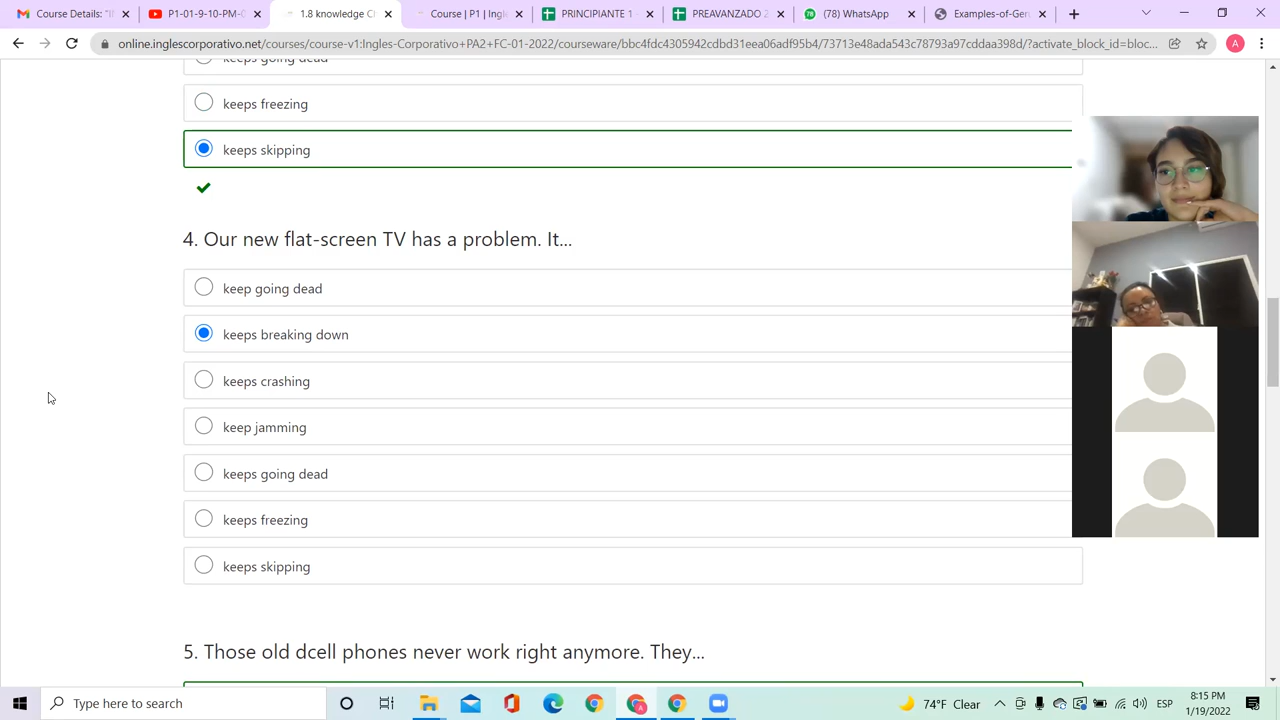 Course Details: "I
P1-01-9-10-PM-
1.8 knowledge C
Course | P1 | Ingle
PRINCIPIANTE 1-
PREAVANZADO 2
(78) WhatsApp
Examples-of-Ger
online.inglescorporativo.net/courses/course-v1:Ingles-Corporativo+PA2+FC-01-2022/courseware/bbc4fdc4305942cdbd31eea06adf95b4/73713e48ada543c78793a97cddaa398d/?activate_block_id=bloc...
A
keeps going dead
keeps freezing
keeps skipping
4. Our new flat-screen TV has a problem. It...
keep going dead
keeps breaking down
keeps crashing
keep jamming
keeps going dead
keeps freezing
keeps skipping
5. Those old dcell phones never work right anymore. They...
Type here to search
74°F Clear
ESP
8:15 PM
1/19/2022